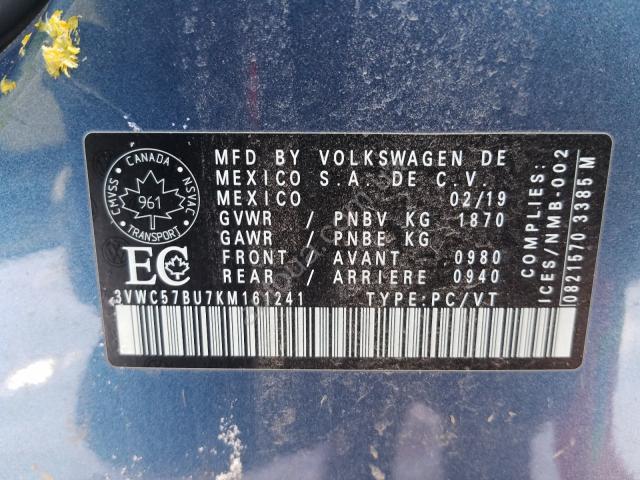 CANADA
CMVSS NSVAC
961
TRANSPORT
EC
MFD BY VOLKSWAGEN DE
MEXICO S.A. DE C.V.
MEXICO 02/19
GVWR / PNBV KG 1870
GAWR / PNBE KG
FRONT / AVANT 0980
REAR / ARRIERE 0940
3VWC57BU7KM161241 TYPE:PC/VT
COMPLIES:
ICES/NMB-002
0821570 3385 M